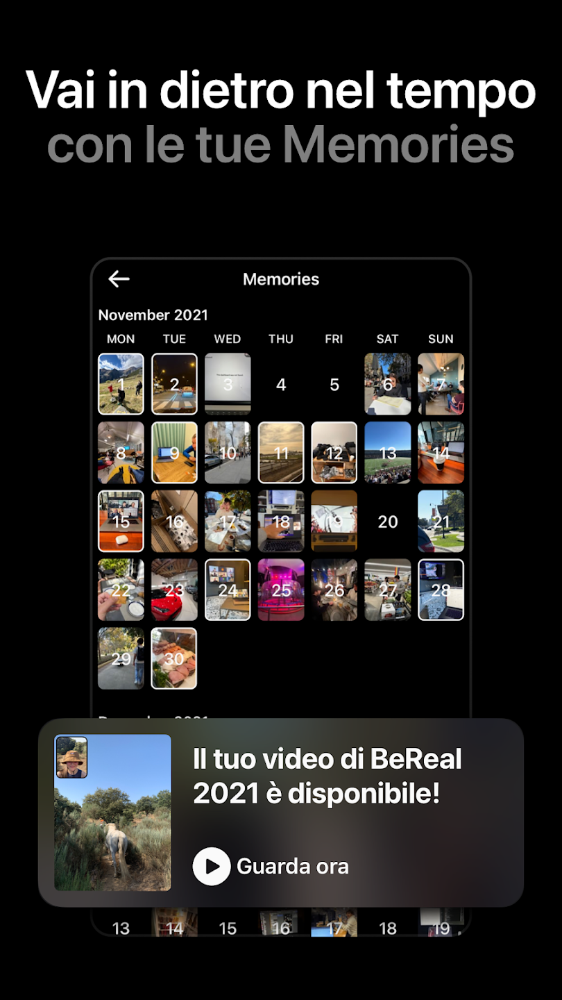 Vai in dietro nel tempo
con le tue Memories
Memories
November 2021
MON TUE WED THU FRI SAT SUN
1 2 3 4 5 6 7
8 9 10 11 12 13 14
15 16 17 18 19 20 21
22 23 24 25 26 27 28
29 30
Il tuo video di BeReal
2021 è disponibile!
Guarda ora
13 14 15 16 17 18 19